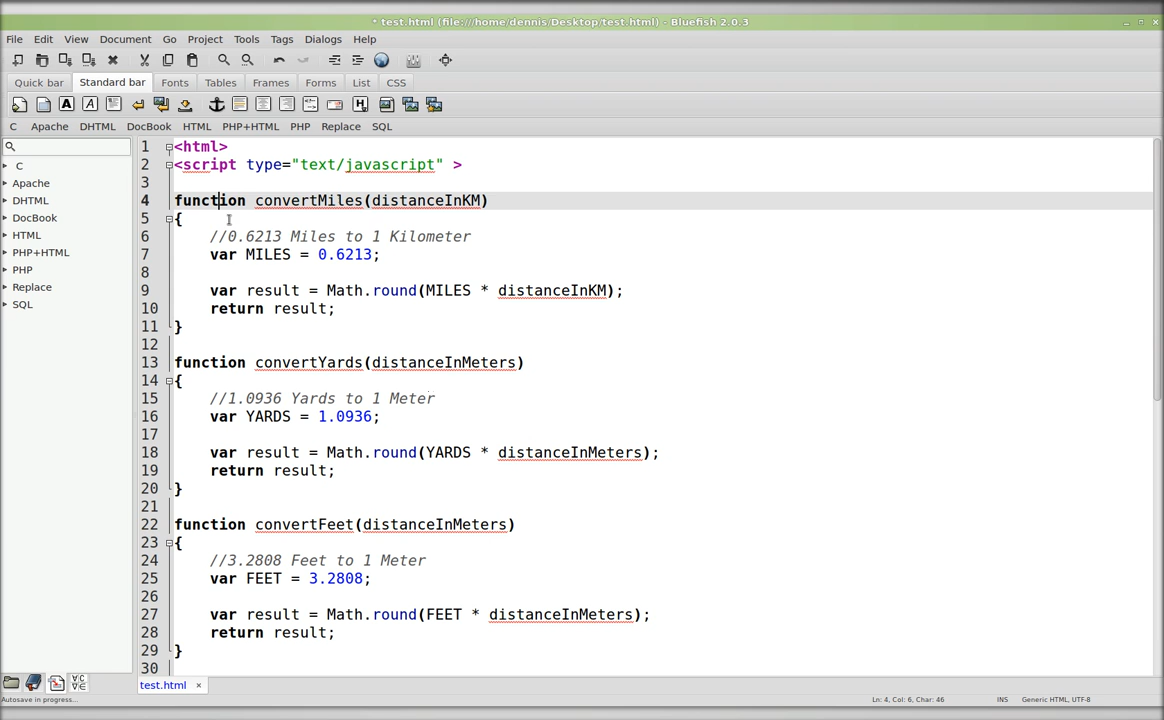 * test.html (file:///home/dennis/Desktop/test.html) - Bluefish 2.0.3
File Edit View Document Go Project Tools Tags Dialogs Help
Quick bar Standard bar Fonts Tables Frames Forms List CSS
C Apache DHTML DocBook HTML PHP+HTML PHP Replace SQL
C
Apache
DHTML
DocBook
HTML
PHP+HTML
PHP
Replace
SQL
1 <html>
2 <script type="text/javascript" >
3
4 function convertMiles(distanceInKM)
5 {
6 //0.6213 Miles to 1 Kilometer
7 var MILES = 0.6213;
8
9 var result = Math.round(MILES * distanceInKM);
10 return result;
11 }
12
13 function convertYards(distanceInMeters)
14 {
15 //1.0936 Yards to 1 Meter
16 var YARDS = 1.0936;
17
18 var result = Math.round(YARDS * distanceInMeters);
19 return result;
20 }
21
22 function convertFeet(distanceInMeters)
23 {
24 //3.2808 Feet to 1 Meter
25 var FEET = 3.2808;
26
27 var result = Math.round(FEET * distanceInMeters);
28 return result;
29 }
30
test.html ×
Autosave in progress... Ln: 4, Col: 6, Char: 46 INS Generic HTML, UTF-8